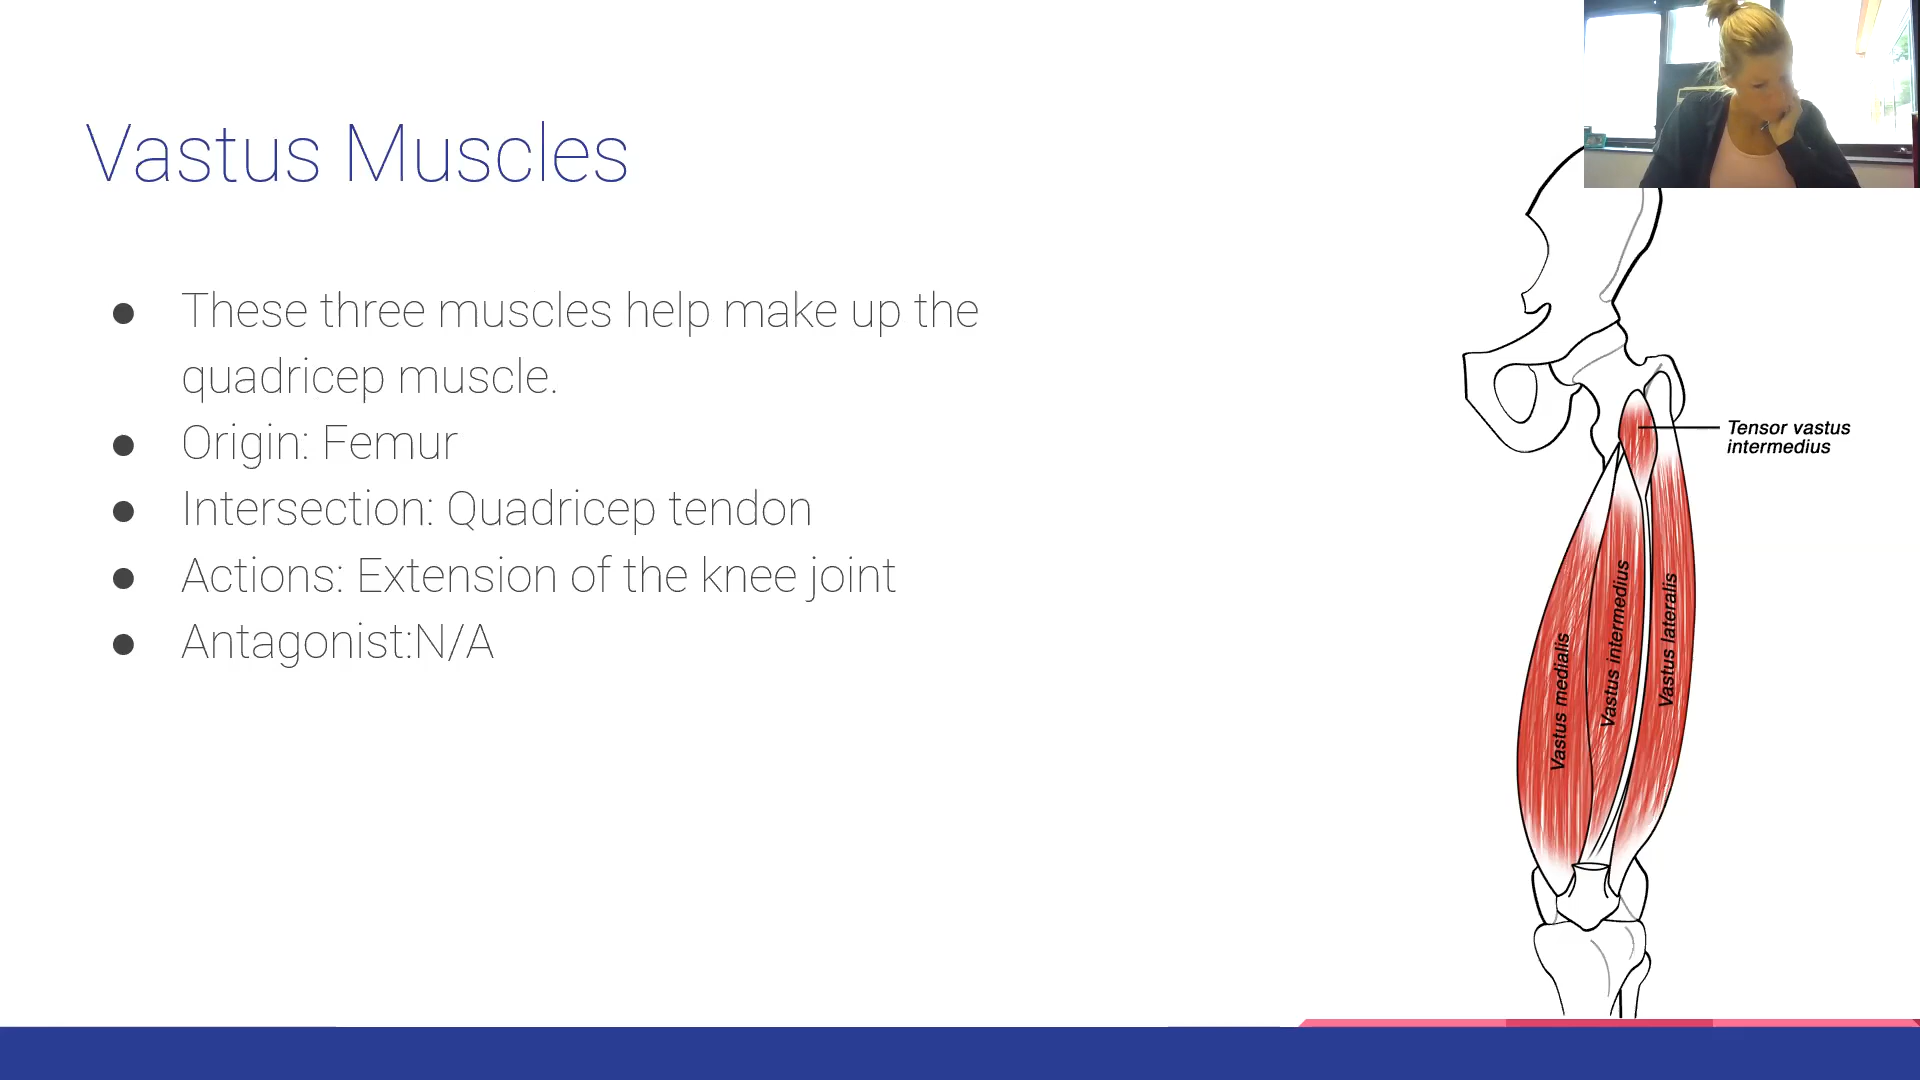 Vastus Muscles
These three muscles help make up the
quadricep muscle.
Origin: Femur
Intersection: Quadricep tendon
Actions: Extension of the knee joint
Antagonist:N/A
Tensor vastus
intermedius
Vastus medialis
Vastus intermedius
Vastus lateralis